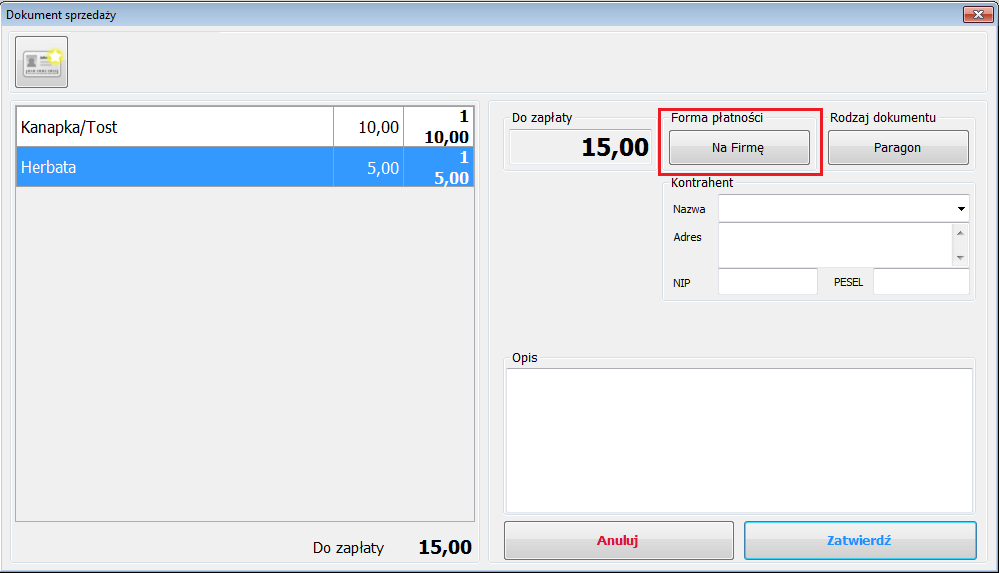 Dokument sprzedaży
Kanapka/Tost 10,00 1
10,00
Herbata 5,00 1
5,00
Do zapłaty 15,00
Do zapłaty
15,00
Forma płatności
Na Firmę
Rodzaj dokumentu
Paragon
Kontrahent
Nazwa
Adres
NIP PESEL
Opis
Anuluj Zatwierdź